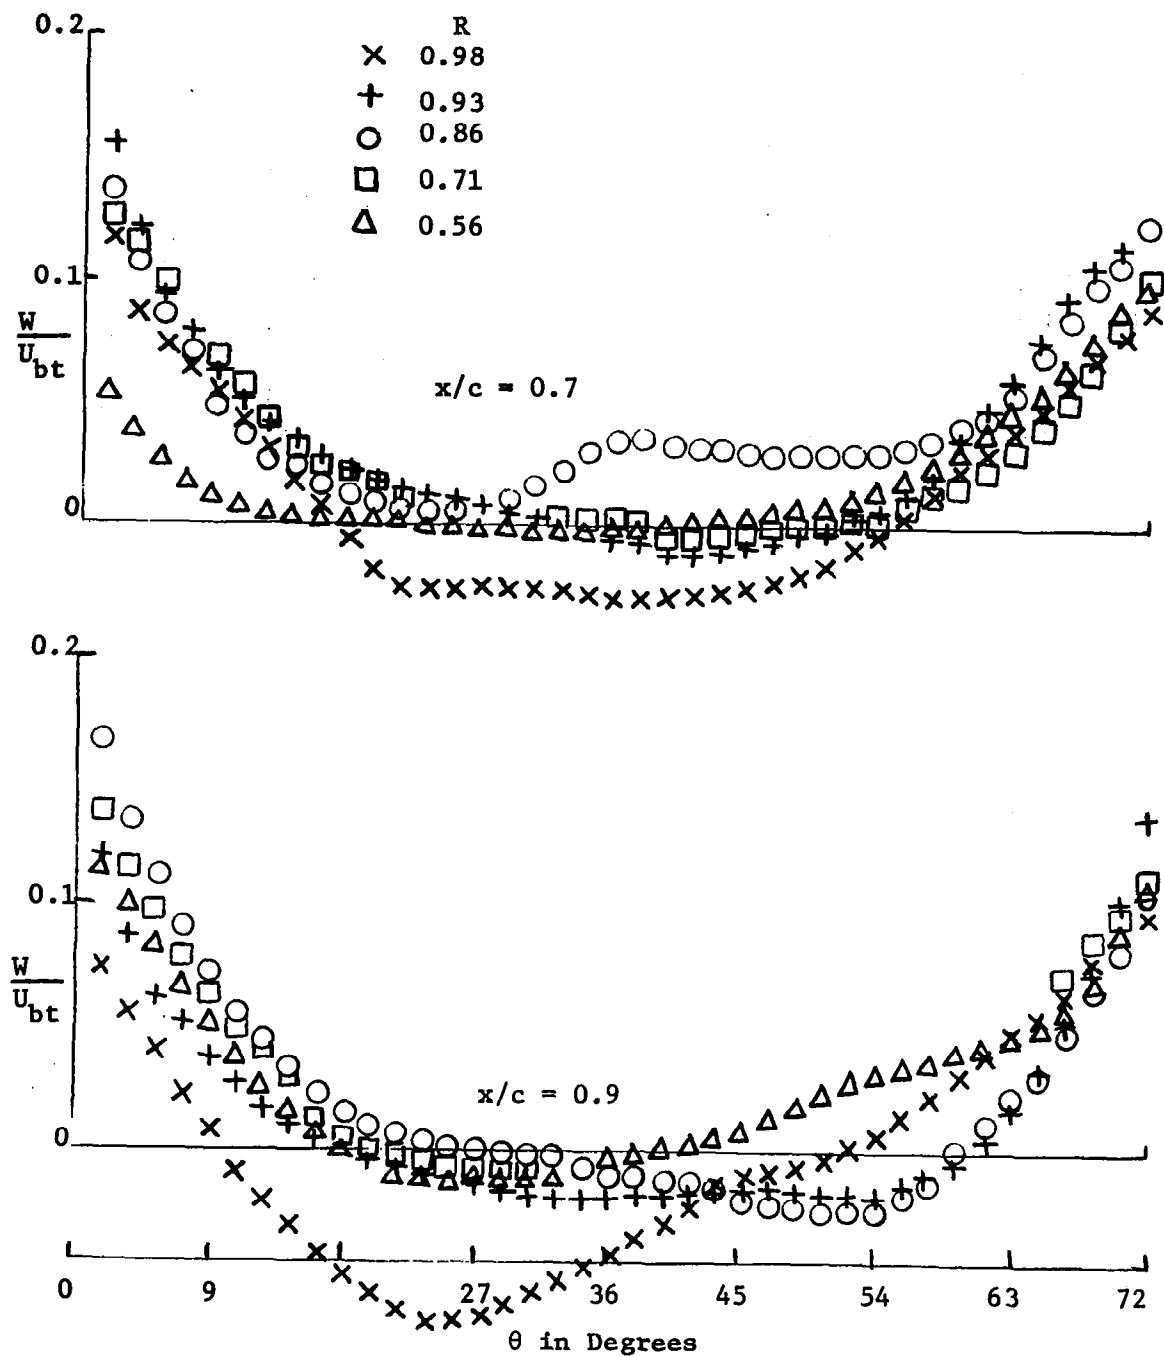 0.2
R
× 0.98
+ 0.93
○ 0.86
□ 0.71
△ 0.56
0.1
W
U_bt
x/c = 0.7
0
0.2
0.1
W
U_bt
x/c = 0.9
0
0 9 27 36 45 54 63 72
θ in Degrees